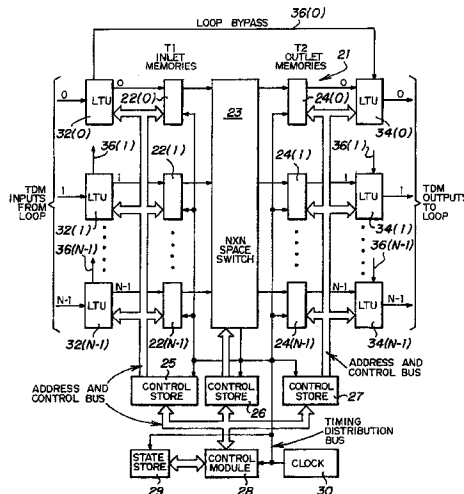 36(0)
LOOP BYPASS
T1
INLET
MEMORIES
T2
OUTLET
MEMORIES
21
0
LTU
0
22(0)
23
24(0)
0
LTU
0
32(0)
34(0)
36(1)
22(1)
24(1)
36(1)
1
LTU
1
1
LTU
1
TDM
INPUTS
FROM
LOOP
32(1)
NXN
SPACE
SWITCH
34(1)
TDM
OUTPUTS
TO
LOOP
36(N-1)
36(N-1)
N-1
LTU
N-1
N-1
LTU
N-1
32(N-1)
22(N-1)
24(N-1)
34(N-1)
25
ADDRESS AND
CONTROL BUS
ADDRESS AND
CONTROL BUS
CONTROL
STORE
CONTROL
STORE
26
CONTROL
STORE
27
TIMING
DISTRIBUTION
BUS
STATE
STORE
CONTROL
MODULE
CLOCK
29
28
30